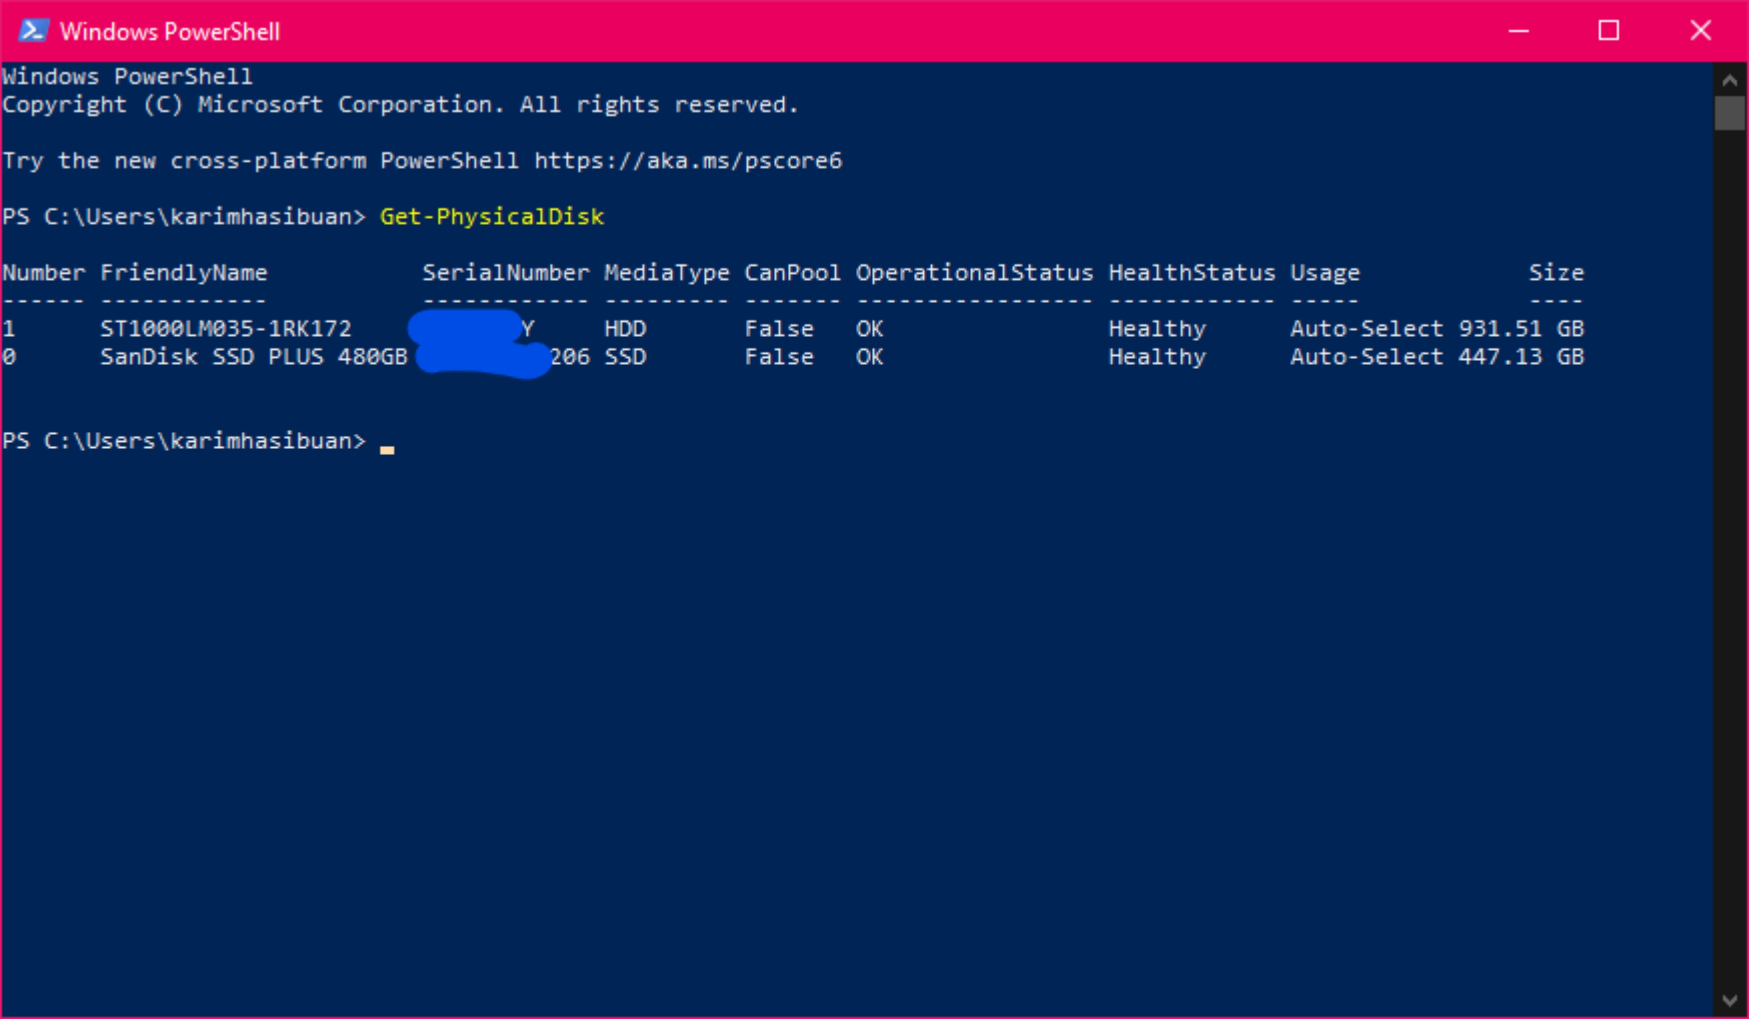 Windows PowerShell
Windows PowerShell
Copyright (C) Microsoft Corporation. All rights reserved.
Try the new cross-platform PowerShell https://aka.ms/pscore6
PS C:\Users\karimhasibuan> Get-PhysicalDisk
Number FriendlyName SerialNumber MediaType CanPool OperationalStatus HealthStatus Usage Size
------ ------------ ------------ --------- ------- ----------------- ------------ ----- ----
1 ST1000LM035-1RK172 Y HDD False OK Healthy Auto-Select 931.51 GB
0 SanDisk SSD PLUS 480GB 206 SSD False OK Healthy Auto-Select 447.13 GB
PS C:\Users\karimhasibuan>